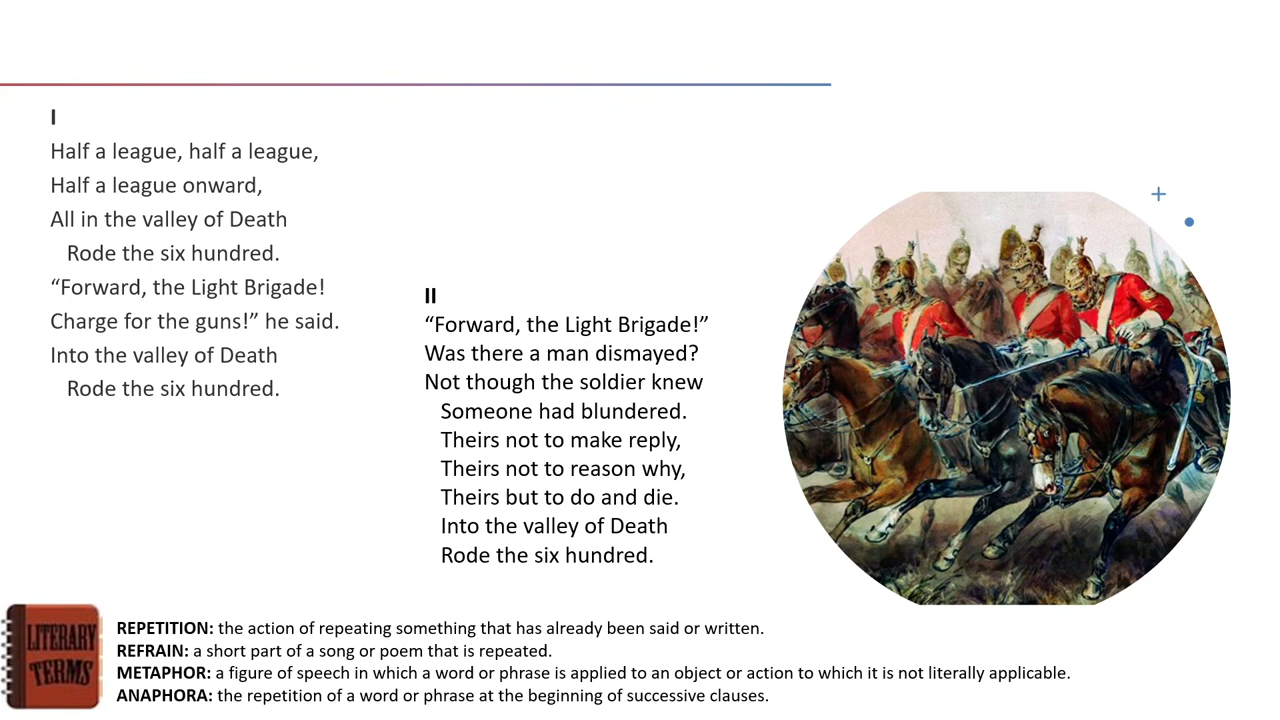 I
Half a league, half a league,
Half a league onward,
All in the valley of Death
Rode the six hundred.
“Forward, the Light Brigade!
Charge for the guns!” he said.
Into the valley of Death
Rode the six hundred.
II
“Forward, the Light Brigade!”
Was there a man dismayed?
Not though the soldier knew
Someone had blundered.
Theirs not to make reply,
Theirs not to reason why,
Theirs but to do and die.
Into the valley of Death
Rode the six hundred.
LITERARY
TERMS
REPETITION: the action of repeating something that has already been said or written.
REFRAIN: a short part of a song or poem that is repeated.
METAPHOR: a figure of speech in which a word or phrase is applied to an object or action to which it is not literally applicable.
ANAPHORA: the repetition of a word or phrase at the beginning of successive clauses.